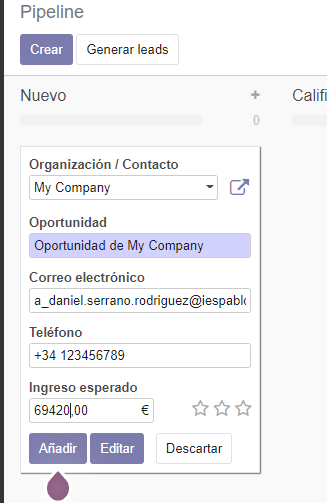 Pipeline
Crear Generar leads
Nuevo + Calif
0
Organización / Contacto
My Company
Oportunidad
Oportunidad de My Company
Correo electrónico
a_daniel.serrano.rodriguez@iespablo
Teléfono
+34 123456789
Ingreso esperado
69420,00 €
Añadir Editar Descartar